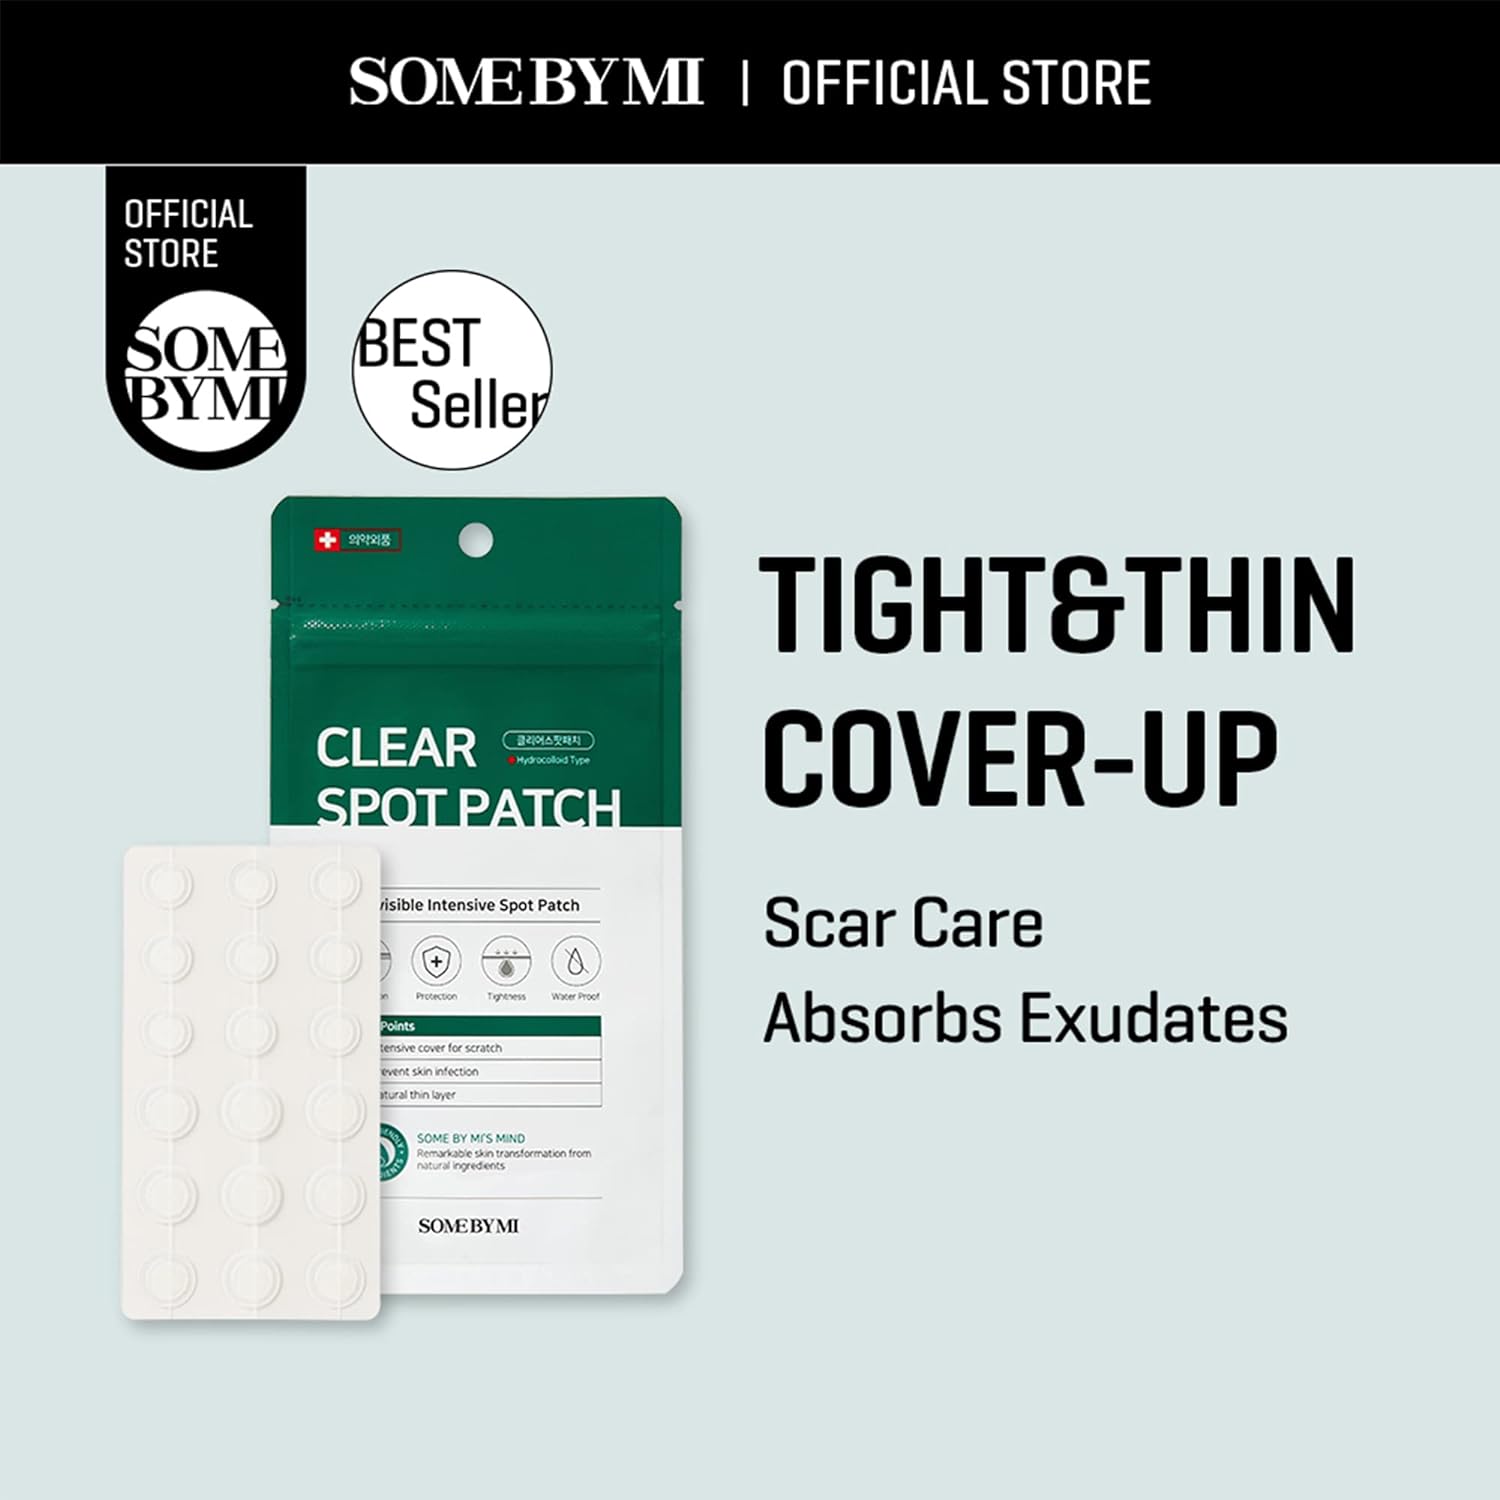 SOME BY MI | OFFICIAL STORE
OFFICIAL
STORE
SOME
BY MI
BEST
Seller
의약외품
CLEAR
클리어스팟패치
Hydrocolloid Type
SPOT PATCH
visible Intensive Spot Patch
Protection
Tightness
Water Proof
Points
tensive cover for scratch
event skin infection
atural thin layer
SOME BY MI'S MIND
Remarkable skin transformation from
natural ingredients
SOME BY MI
TIGHT&THIN
COVER-UP
Scar Care
Absorbs Exudates